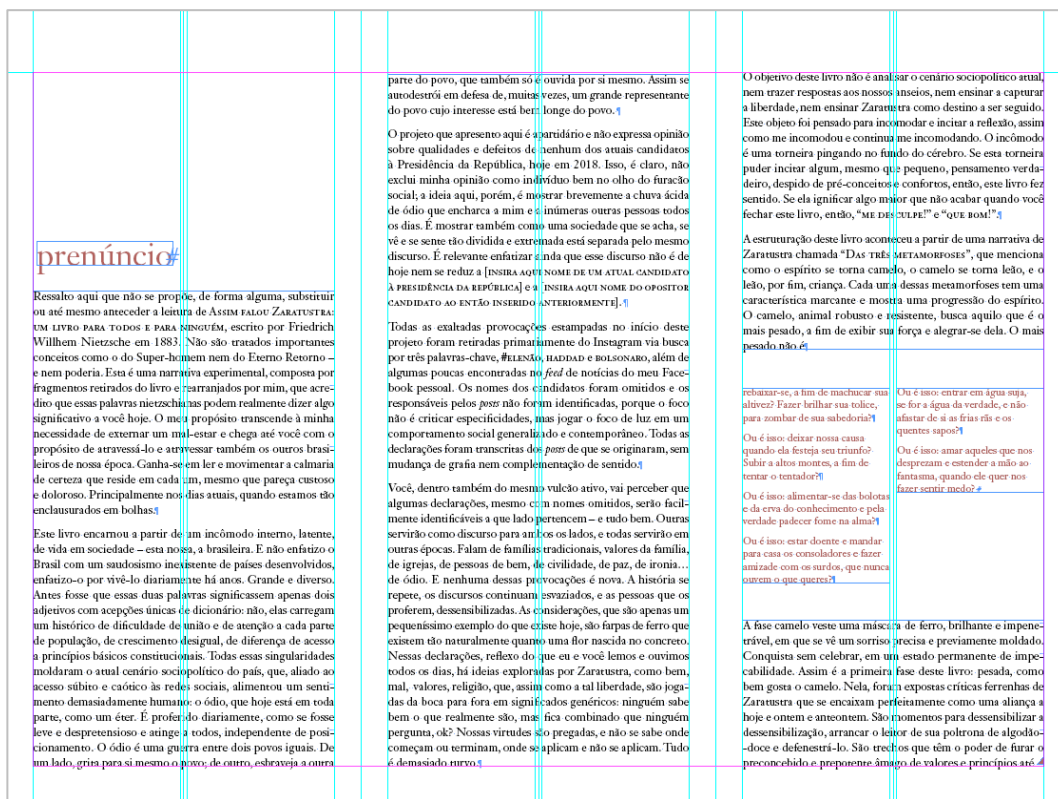 prenúncio
Ressalto aqui que não se propõe, de forma alguma, substituir
ou até mesmo anteceder a leitura de Assim falou Zaratustra:
um livro para todos e para ninguém, escrito por Friedrich
Willhem Nietzsche em 1883. Não são tratados importantes
conceitos como o do Super-homem nem do Eterno Retorno –
e nem poderia. Esta é uma narrativa experimental, composta por
fragmentos retirados do livro e rearranjados por mim, que acre-
dito que essas palavras nietzschianas podem realmente dizer algo
significativo a você hoje. O meu propósito transcende à minha
necessidade de externar um mal-estar e chega até você com o
propósito de atravessá-lo e atravessar também os outros brasi-
leiros de nossa época. Ganha-se em ler e movimentar a calmaria
de certeza que reside em cada um, mesmo que pareça custoso
e doloroso. Principalmente nos dias atuais, quando estamos tão
enclausurados em bolhas.¶
Este livro encarnou a partir de um incômodo interno, latente,
de vida em sociedade – esta nossa, a brasileira. E não enfatizo o
Brasil com um saudosismo inexistente de países desenvolvidos,
enfatizo-o por vivê-lo diariamente há anos. Grande e diverso.
Antes fosse que essas duas palavras significassem apenas dois
adjetivos com acepções únicas de dicionário: não, elas carregam
um histórico de dificuldade de união e de atenção a cada parte
de população, de crescimento desigual, de diferença de acesso
a princípios básicos constitucionais. Todas essas singularidades
moldaram o atual cenário sociopolítico do país, que, aliado ao
acesso súbito e caótico às redes sociais, alimentou um senti-
mento demasiadamente humano: o ódio, que hoje está em toda
parte, como um éter. É proferido diariamente, como se fosse
leve e despretensioso e atinge a todos, independente de posi-
cionamento. O ódio é uma guerra entre dois povos iguais. De
um lado, grita para si mesmo o povo; de outro, esbraveja a outra
parte do povo, que também só é ouvida por si mesmo. Assim se
autodestrói em defesa de, muitas vezes, um grande representante
do povo cujo interesse está bem longe do povo.¶
O projeto que apresento aqui é apartidário e não expressa opinião
sobre qualidades e defeitos de nenhum dos atuais candidatos
à Presidência da República, hoje em 2018. Isso, é claro, não
exclui minha opinião como indivíduo bem no olho do furacão
social; a ideia aqui, porém, é mostrar brevemente a chuva ácida
de ódio que encharca a mim e a inúmeras outras pessoas todos
os dias. É mostrar também como uma sociedade que se acha, se
vê e se sente tão dividida e extremada está separada pelo mesmo
discurso. É relevante enfatizar ainda que esse discurso não é de
hoje nem se reduz a [insira aqui nome de um atual candidato
à presidência da república] e a [insira aqui nome do opositor
candidato ao então inserido anteriormente].¶
Todas as exaltadas provocações estampadas no início deste
projeto foram retiradas primariamente do Instagram via busca
por três palavras-chave, #elenão, haddad e bolsonaro, além de
algumas poucas encontradas no feed de notícias do meu Face-
book pessoal. Os nomes dos candidatos foram omitidos e os
responsáveis pelos posts não foram identificados, porque o foco
não é criticar especificidades, mas jogar o foco de luz em um
comportamento social generalizado e contemporâneo. Todas as
declarações foram transcritas dos posts de que se originaram, sem
mudança de grafia nem complementação de sentido.¶
Você, dentro também do mesmo vulcão ativo, vai perceber que
algumas declarações, mesmo com nomes omitidos, serão facil-
mente identificáveis a que lado pertencem – e tudo bem. Outras
servirão como discurso para ambos os lados, e todas servirão em
outras épocas. Falam de famílias tradicionais, valores da família,
de igrejas, de pessoas de bem, de civilidade, de paz, de ironia…
de ódio. E nenhuma dessas provocações é nova. A história se
repete, os discursos continuam esvaziados, e as pessoas que os
proferem, dessensibilizadas. As considerações, que são apenas um
pequeníssimo exemplo do que existe hoje, são farpas de ferro que
existem tão naturalmente quanto uma flor nascida no concreto.
Nessas declarações, reflexo do que eu e você lemos e ouvimos
todos os dias, há ideias exploradas por Zaratustra, como bem,
mal, valores, religião, que, assim como a tal liberdade, são joga-
das da boca para fora em significados genéricos: ninguém sabe
bem o que realmente são, mas fica combinado que ninguém
pergunta, ok? Nossas virtudes são pregadas, e não se sabe onde
começam ou terminam, onde se aplicam e não se aplicam. Tudo
é demasiado turvo.¶
O objetivo deste livro não é analisar o cenário sociopolítico atual,
nem trazer respostas aos nossos anseios, nem ensinar a capturar
a liberdade, nem ensinar Zaratustra como destino a ser seguido.
Este objeto foi pensado para incomodar e incitar a reflexão, assim
como me incomodou e continua me incomodando. O incômodo
é uma torneira pingando no fundo do cérebro. Se esta torneira
puder incitar algum, mesmo que pequeno, pensamento verda-
deiro, despido de pré-conceitos e confortos, então, este livro fez
sentido. Se ela ignificar algo maior que não acabar quando você
fechar este livro, então, “me desculpe!” e “que bom!”.¶
A estruturação deste livro aconteceu a partir de uma narrativa de
Zaratustra chamada “Das três metamorfoses”, que menciona
como o espírito se torna camelo, o camelo se torna leão, e o
leão, por fim, criança. Cada uma dessas metamorfoses tem uma
característica marcante e mostra uma progressão do espírito.
O camelo, animal robusto e resistente, busca aquilo que é o
mais pesado, a fim de exibir sua força e alegrar-se dela. O mais
pesado não é¶
rebaixar-se, a fim de machucar sua
altivez? Fazer brilhar sua tolice,
para zombar de sua sabedoria?¶
Ou é isso: deixar nossa causa
quando ela festeja seu triunfo?
Subir a altos montes, a fim de
tentar o tentador?¶
Ou é isso: alimentar-se das bolotas
e da erva do conhecimento e pela
verdade padecer fome na alma?¶
Ou é isso: estar doente e mandar
para casa os consoladores e fazer
amizade com os surdos, que nunca
ouvem o que queres?¶
Ou é isso: entrar em água suja,
se for a água da verdade, e não
afastar de si as frias rãs e os
quentes sapos?¶
Ou é isso: amar aqueles que nos
desprezam e estender a mão ao
fantasma, quando ele quer nos
fazer sentir medo?
A fase camelo veste uma máscara de ferro, brilhante e impene-
trável, em que se vê um sorriso precisa e previamente moldado.
Conquista sem celebrar, em um estado permanente de impe-
cabilidade. Assim é a primeira fase deste livro: pesada, como
bem gosta o camelo. Nela, foram expostas críticas ferrenhas de
Zaratustra que se encaixam perfeitamente como uma aliança a
hoje e ontem e anteontem. São momentos para dessensibilizar a
dessensibilização, arrancar o leitor de sua poltrona de algodão-
-doce e defenestrá-lo. São trechos que têm o poder de furar o
preconcebido e prepotente âmago de valores e princípios até